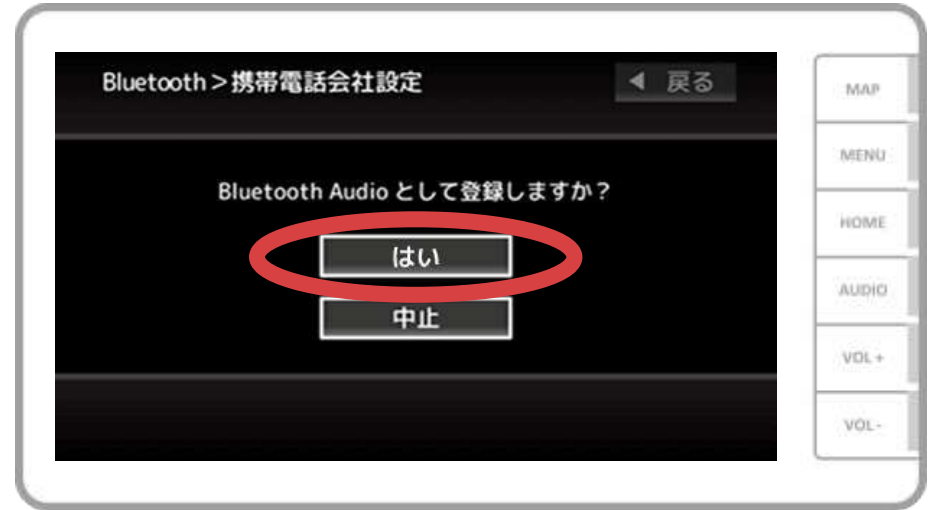 Bluetooth>携帯電話会社設定
◀ 戻る
Bluetooth Audio として登録しますか？
はい
中止
MAP
MENU
HOME
AUDIO
VOL+
VOL-